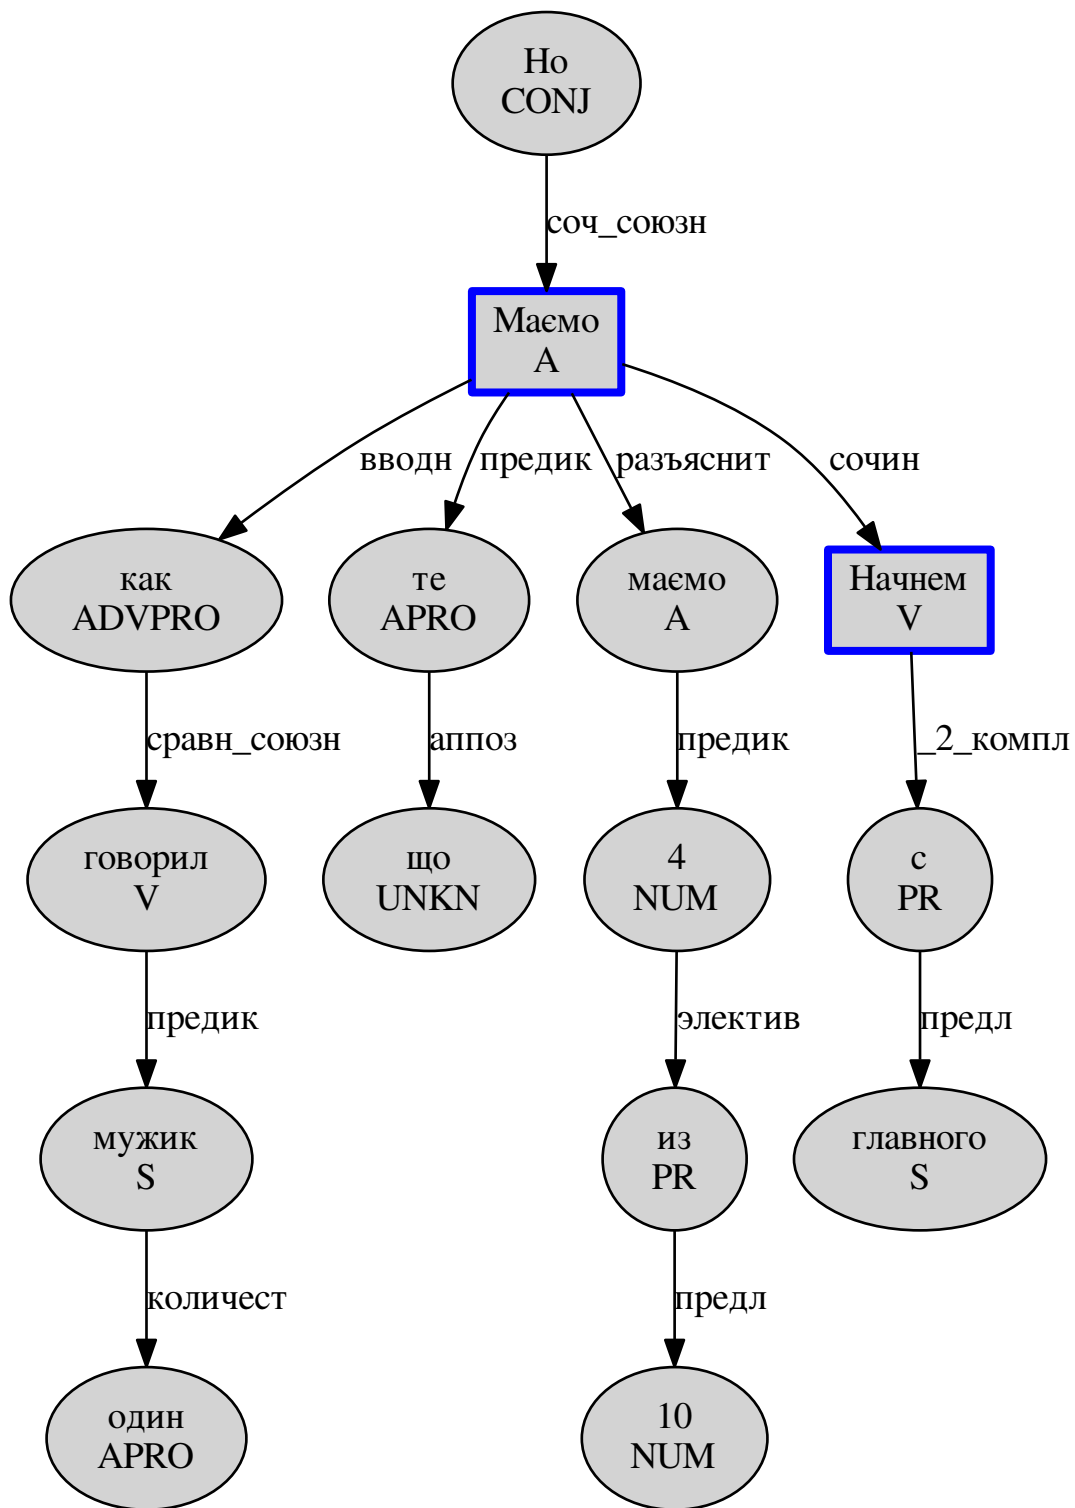 Но
CONJ
соч_союзн
Маємо
A
вводн
предик
разъяснит
сочин
как
ADVPRO
те
APRO
маємо
A
Начнем
V
сравн_союзн
аппоз
предик
_2_компл
говорил
V
що
UNKN
4
NUM
с
PR
предик
электив
предл
мужик
S
из
PR
главного
S
количест
предл
один
APRO
10
NUM